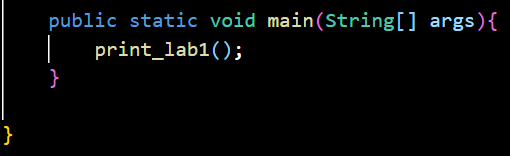 public static void main(String[] args){
print_lab1();
}
}